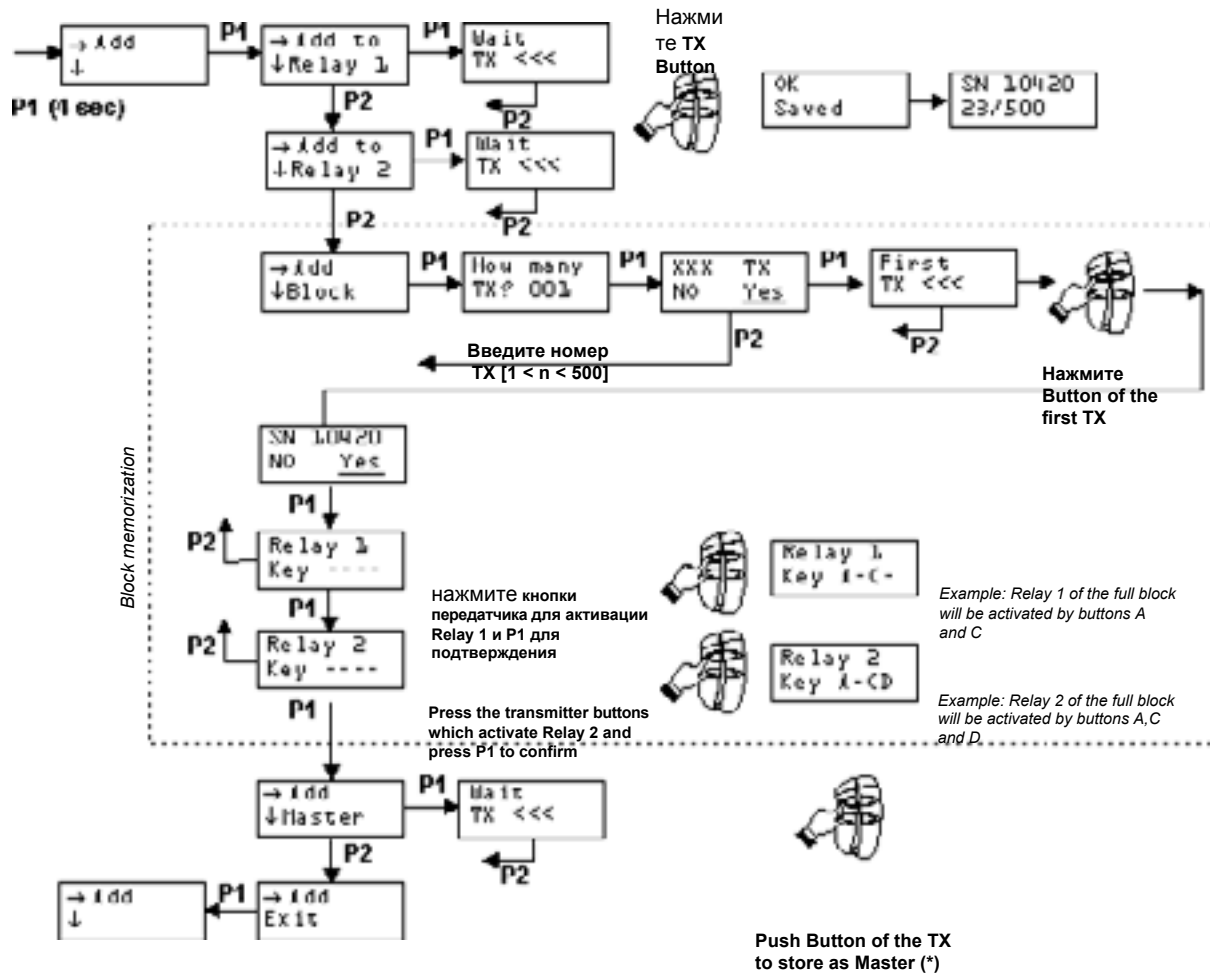 → Add
↓
P1
→ Add to
↓Relay 1
P1
Wait
TX <<<
Нажми
те TX
Button
OK
Saved
SN 10420
23/500
P1 (4 sec)
P2
P2
→ Add to
↓Relay 2
P1
Wait
TX <<<
P2
P2
→ Add
↓Block
P1
How many
TX? 001
P1
XXX TX
NO Yes
P1
First
TX <<<
P2
P2
Введите номер
TX [1 < n < 500]
Нажмите
Button of the
first TX
Block memorization
SN 10420
NO Yes
P1
P2
Relay 1
Key ----
P1
P2
Relay 2
Key ----
P1
нажмите кнопки
передатчика для активации
Relay 1 и P1 для
подтверждения
Relay 1
Key A-C-
Example: Relay 1 of the full block
will be activated by buttons A
and C
Relay 2
Key A-CD
Example: Relay 2 of the full block
will be activated by buttons A,C
and D
Press the transmitter buttons
which activate Relay 2 and
press P1 to confirm
→ Add
↓Master
P1
Wait
TX <<<
P2
P2
→ Add
↓
P1
→ Add
Exit
Push Button of the TX
to store as Master (*)